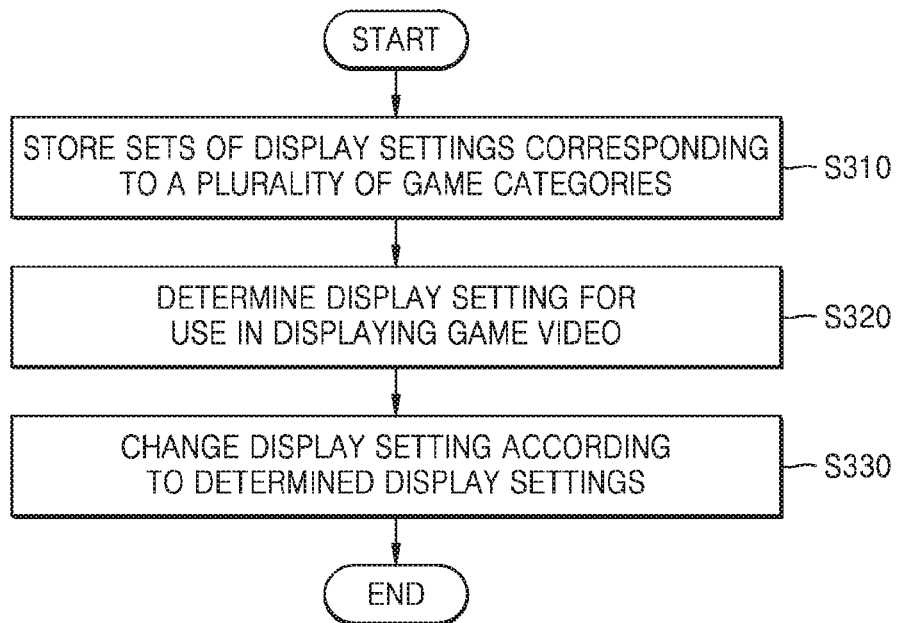 START
STORE SETS OF DISPLAY SETTINGS CORRESPONDING
TO A PLURALITY OF GAME CATEGORIES
S310
DETERMINE DISPLAY SETTING FOR
USE IN DISPLAYING GAME VIDEO
S320
CHANGE DISPLAY SETTING ACCORDING
TO DETERMINED DISPLAY SETTINGS
S330
END